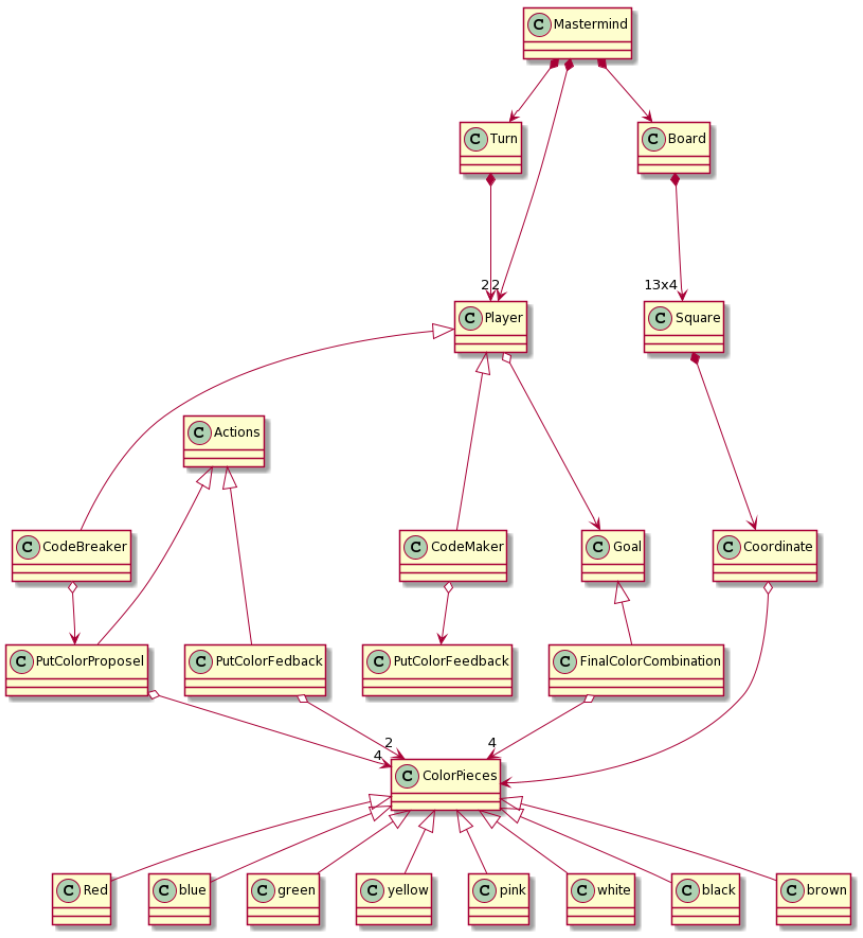 C Mastermind
C Turn
C Board
2 2
13x4
C Player
C Square
C Actions
C CodeBreaker
C CodeMaker
C Goal
C Coordinate
C PutColorProposel
C PutColorFedback
C PutColorFeedback
C FinalColorCombination
2
4
4
C ColorPieces
C Red
C blue
C green
C yellow
C pink
C white
C black
C brown